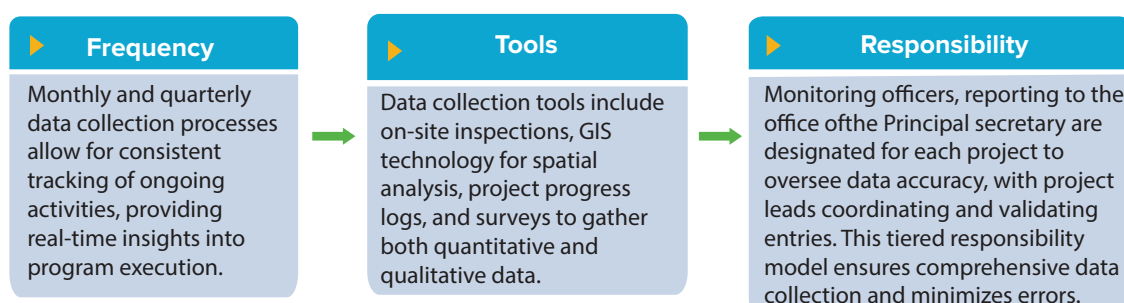 Frequency
Monthly and quarterly
data collection processes
allow for consistent
tracking of ongoing
activities, providing
real-time insights into
program execution.
Tools
Data collection tools include
on-site inspections, GIS
technology for spatial
analysis, project progress
logs, and surveys to gather
both quantitative and
qualitative data.
Responsibility
Monitoring officers, reporting to the
office ofthe Principal secretary are
designated for each project to
oversee data accuracy, with project
leads coordinating and validating
entries. This tiered responsibility
model ensures comprehensive data
collection and minimizes errors.